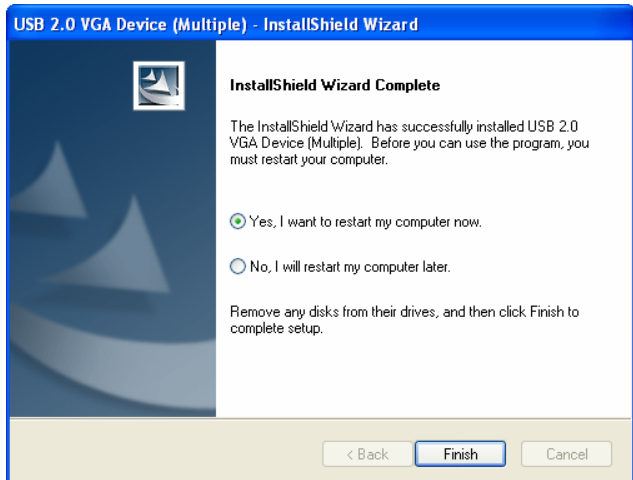 USB 2.0 VGA Device (Multiple) - InstallShield Wizard
InstallShield Wizard Complete
The InstallShield Wizard has successfully installed USB 2.0
VGA Device (Multiple).  Before you can use the program, you
must restart your computer.
Yes, I want to restart my computer now.
No, I will restart my computer later.
Remove any disks from their drives, and then click Finish to
complete setup.
< Back
Finish
Cancel